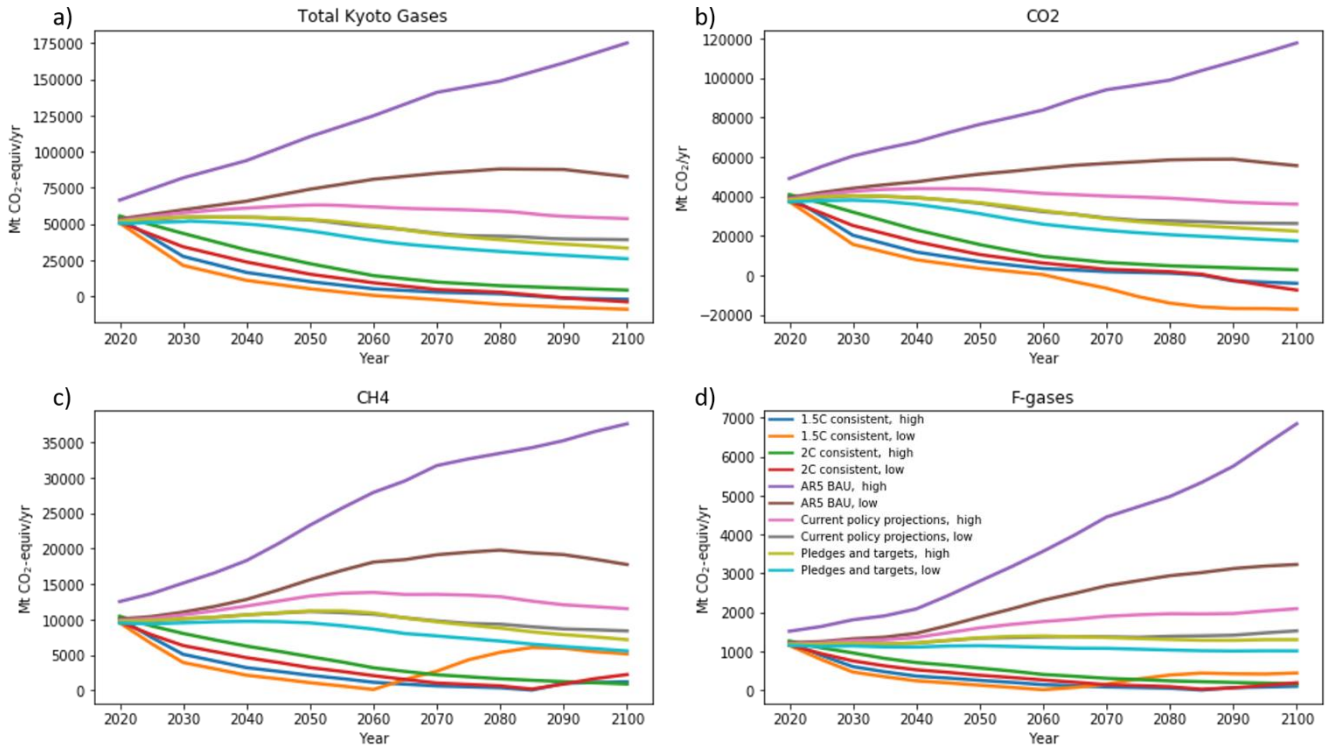 a)
Total Kyoto Gases
Mt CO₂-equiv/yr
175000
150000
125000
100000
75000
50000
25000
0
2020 2030 2040 2050 2060 2070 2080 2090 2100
Year
b)
CO2
Mt CO₂/yr
120000
100000
80000
60000
40000
20000
0
−20000
2020 2030 2040 2050 2060 2070 2080 2090 2100
Year
c)
CH4
Mt CO₂-equiv/yr
35000
30000
25000
20000
15000
10000
5000
0
2020 2030 2040 2050 2060 2070 2080 2090 2100
Year
d)
F-gases
Mt CO₂-equiv/yr
7000
6000
5000
4000
3000
2000
1000
0
1.5C consistent, high
1.5C consistent, low
2C consistent, high
2C consistent, low
AR5 BAU, high
AR5 BAU, low
Current policy projections, high
Current policy projections, low
Pledges and targets, high
Pledges and targets, low
2020 2030 2040 2050 2060 2070 2080 2090 2100
Year